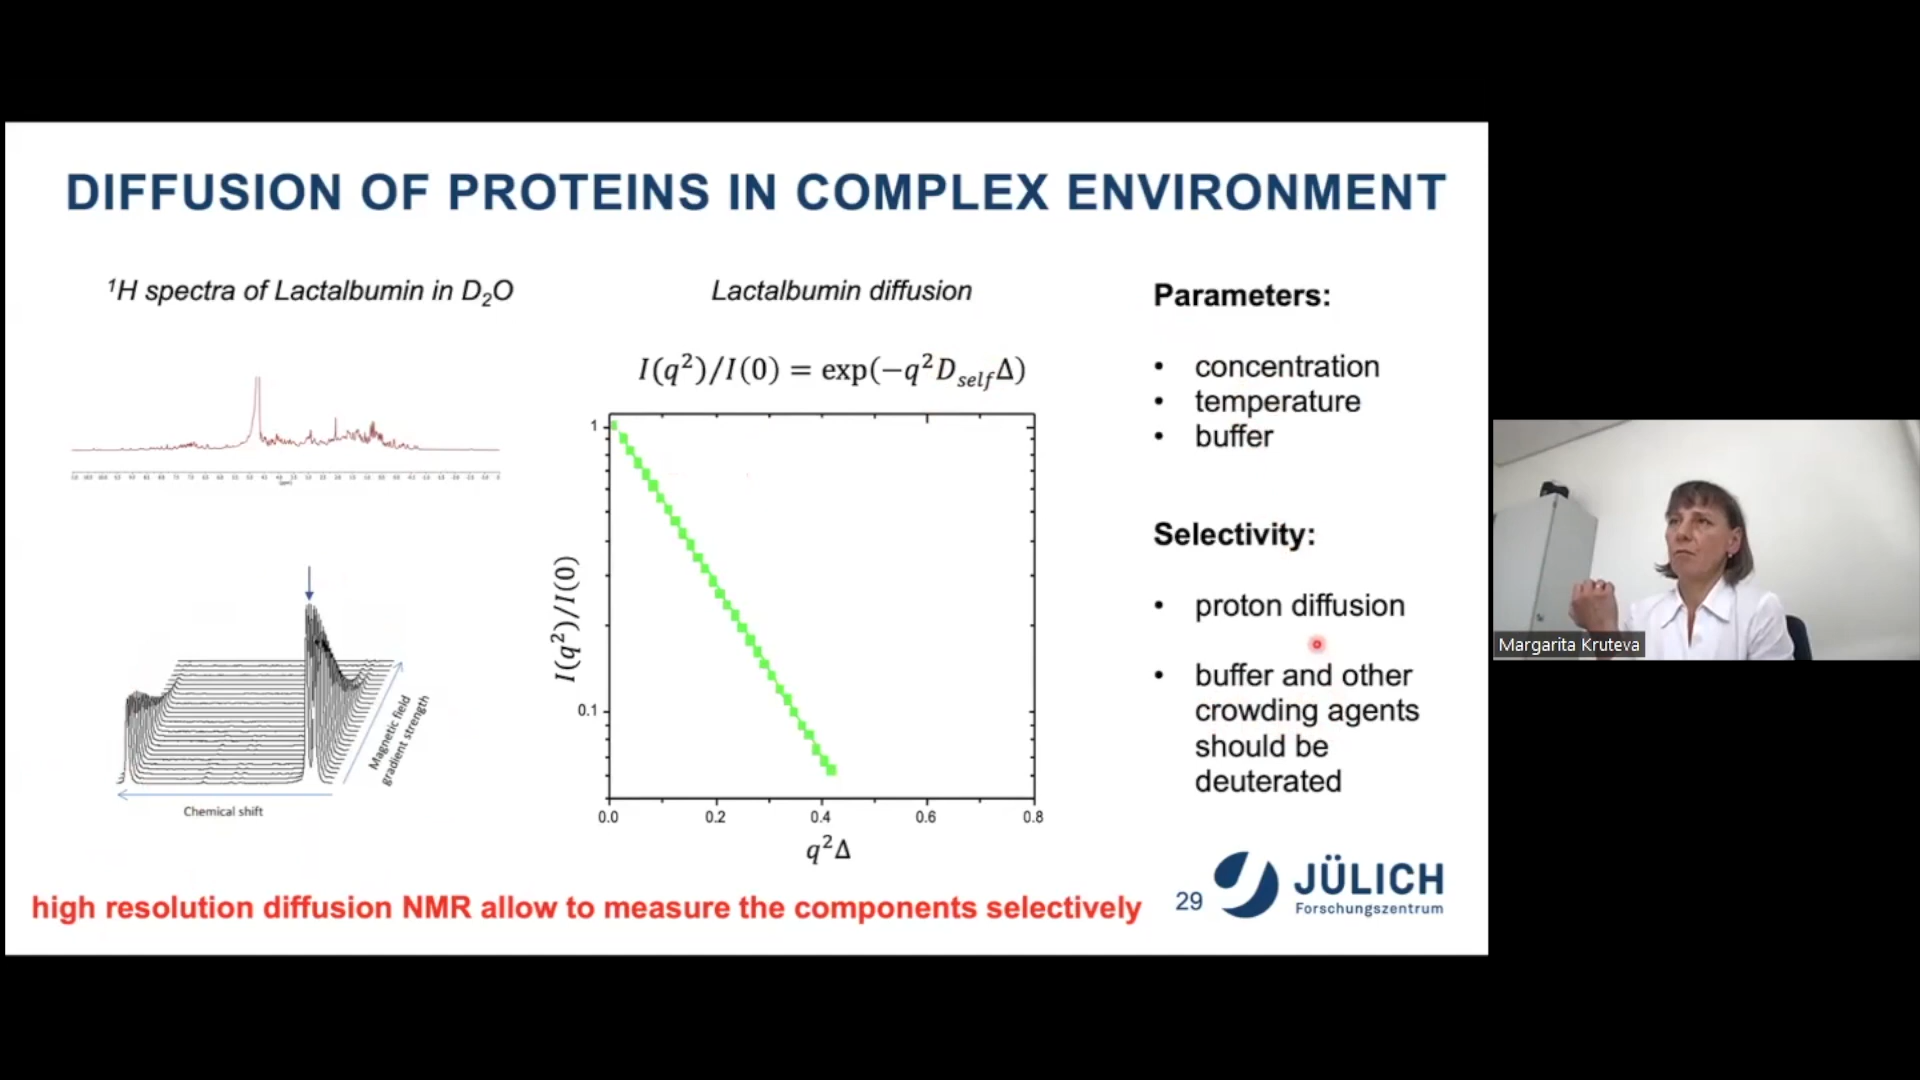 DIFFUSION OF PROTEINS IN COMPLEX ENVIRONMENT
¹H spectra of Lactalbumin in D₂O
Chemical shift
Magnetic field
gradient strength
Lactalbumin diffusion
I(q²)/I(0) = exp(−q²D_selfΔ)
I(q²)/I(0)
1
0.1
0.0 0.2 0.4 0.6 0.8
q²Δ
Parameters:
• concentration
• temperature
• buffer
Selectivity:
• proton diffusion
• buffer and other
crowding agents
should be
deuterated
high resolution diffusion NMR allow to measure the components selectively
29
JÜLICH
Forschungszentrum
Margarita Kruteva